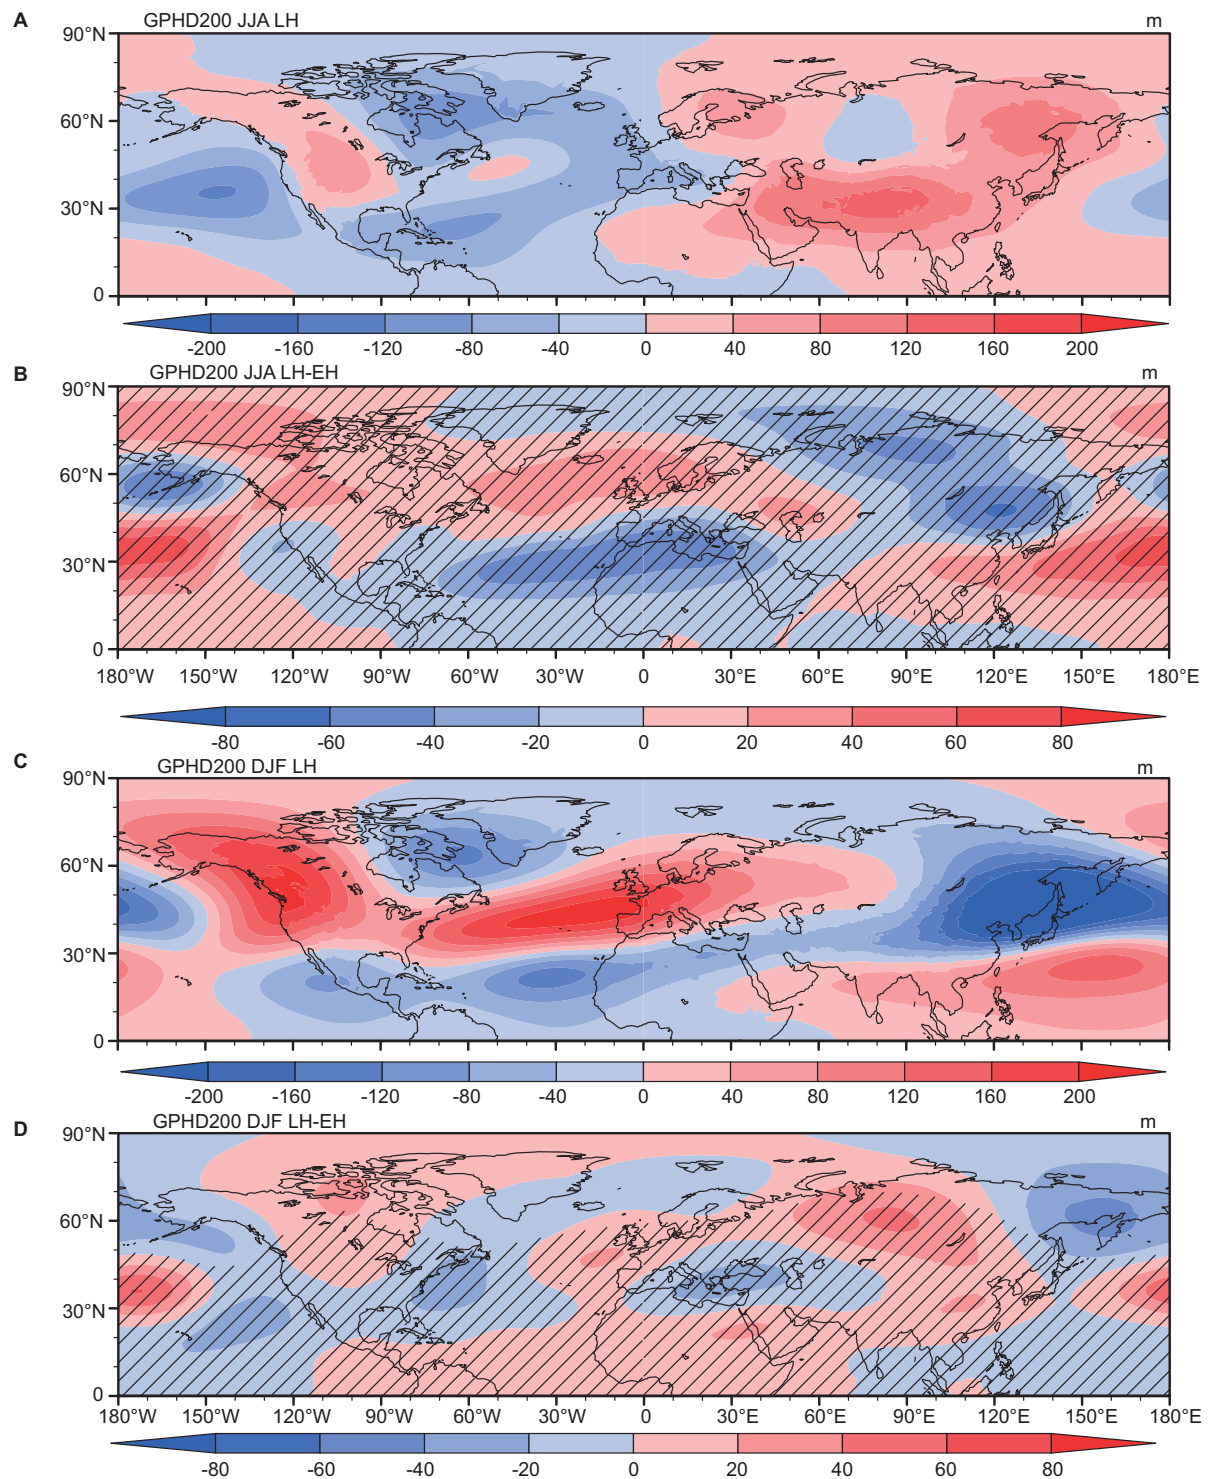 A GPHD200 JJA LH m
90°N
60°N
30°N
0
-200 -160 -120 -80 -40 0 40 80 120 160 200
B GPHD200 JJA LH-EH m
90°N
60°N
30°N
0
180°W 150°W 120°W 90°W 60°W 30°W 0 30°E 60°E 90°E 120°E 150°E 180°E
-80 -60 -40 -20 0 20 40 60 80
C GPHD200 DJF LH m
90°N
60°N
30°N
0
-200 -160 -120 -80 -40 0 40 80 120 160 200
D GPHD200 DJF LH-EH m
90°N
60°N
30°N
0
180°W 150°W 120°W 90°W 60°W 30°W 0 30°E 60°E 90°E 120°E 150°E 180°E
-80 -60 -40 -20 0 20 40 60 80